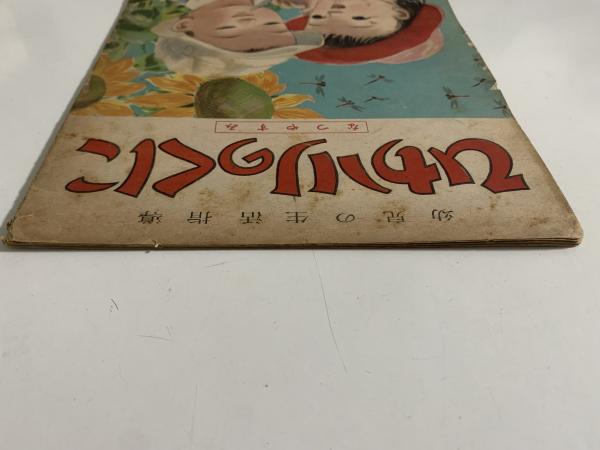 幼児の生活指導
ひかりのくに
なつやすみ